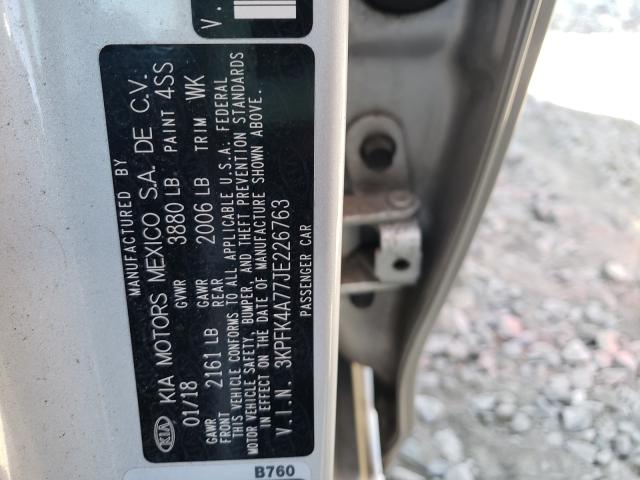 MANUFACTURED BY
KIA KIA MOTORS MEXICO S.A. DE C.V.
01/18 GVWR 3880 LB PAINT 4SS
GAWR FRONT 2161 LB GAWR REAR 2006 LB TRIM WK
THIS VEHICLE CONFORMS TO ALL APPLICABLE U.S.A. FEDERAL
MOTOR VEHICLE SAFETY, BUMPER, AND THEFT PREVENTION STANDARDS
IN EFFECT ON THE DATE OF MANUFACTURE SHOWN ABOVE.
V.I.N. 3KPFK4A77JE226763
PASSENGER CAR
V.
B760